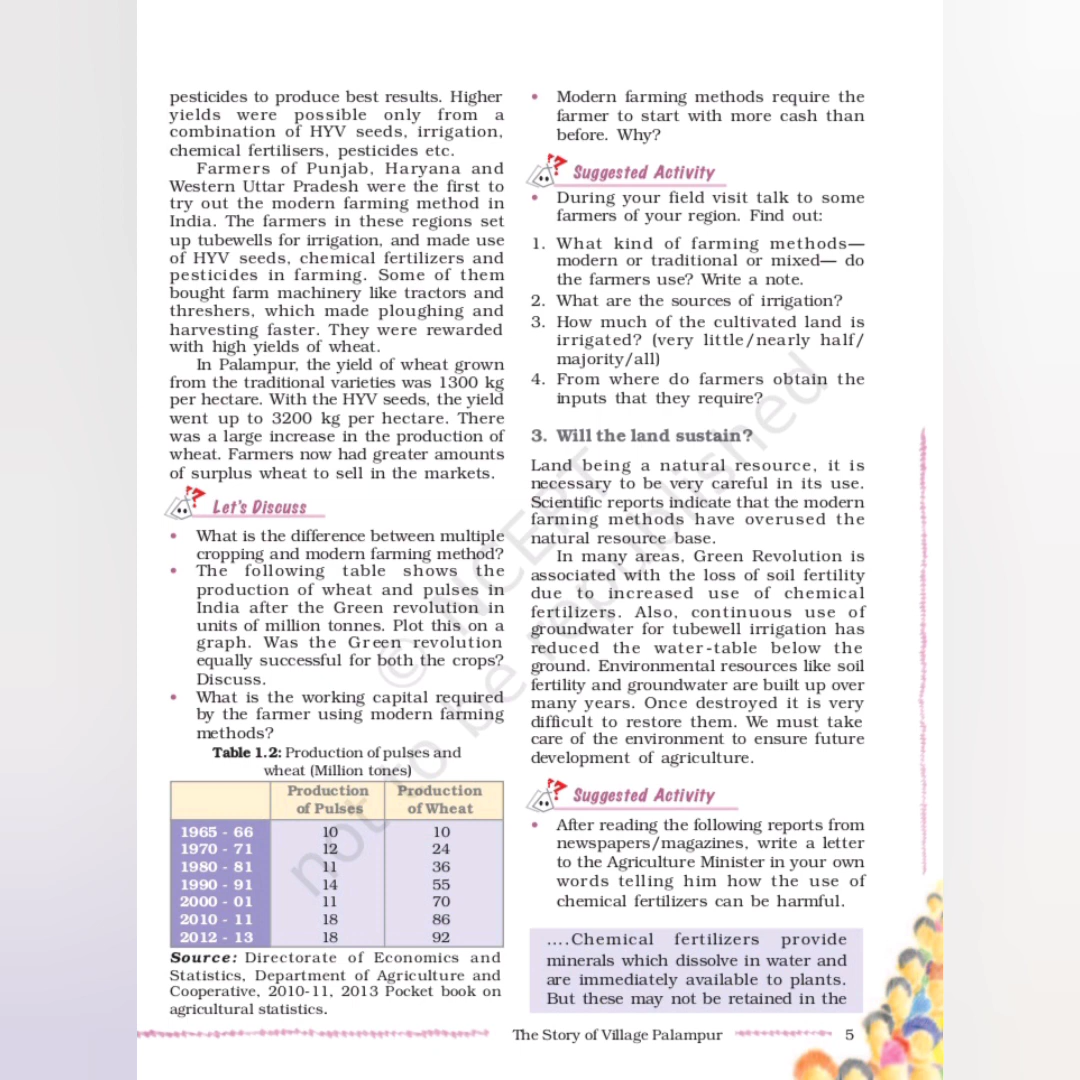 pesticides to produce best results. Higher
yields were possible only from a
combination of HYV seeds, irrigation,
chemical fertilisers, pesticides etc.
Farmers of Punjab, Haryana and
Western Uttar Pradesh were the first to
try out the modern farming method in
India. The farmers in these regions set
up tubewells for irrigation, and made use
of HYV seeds, chemical fertilizers and
pesticides in farming. Some of them
bought farm machinery like tractors and
threshers, which made ploughing and
harvesting faster. They were rewarded
with high yields of wheat.
In Palampur, the yield of wheat grown
from the traditional varieties was 1300 kg
per hectare. With the HYV seeds, the yield
went up to 3200 kg per hectare. There
was a large increase in the production of
wheat. Farmers now had greater amounts
of surplus wheat to sell in the markets.
Let's Discuss
• What is the difference between multiple
cropping and modern farming method?
• The following table shows the
production of wheat and pulses in
India after the Green revolution in
units of million tonnes. Plot this on a
graph. Was the Green revolution
equally successful for both the crops?
Discuss.
• What is the working capital required
by the farmer using modern farming
methods?
Table 1.2: Production of pulses and
wheat (Million tones)
Production of Pulses Production of Wheat
1965 - 66 10 10
1970 - 71 12 24
1980 - 81 11 36
1990 - 91 14 55
2000 - 01 11 70
2010 - 11 18 86
2012 - 13 18 92
Source: Directorate of Economics and
Statistics, Department of Agriculture and
Cooperative, 2010-11, 2013 Pocket book on
agricultural statistics.
• Modern farming methods require the
farmer to start with more cash than
before. Why?
Suggested Activity
• During your field visit talk to some
farmers of your region. Find out:
1. What kind of farming methods—
modern or traditional or mixed— do
the farmers use? Write a note.
2. What are the sources of irrigation?
3. How much of the cultivated land is
irrigated? (very little/nearly half/
majority/all)
4. From where do farmers obtain the
inputs that they require?
3. Will the land sustain?
Land being a natural resource, it is
necessary to be very careful in its use.
Scientific reports indicate that the modern
farming methods have overused the
natural resource base.
In many areas, Green Revolution is
associated with the loss of soil fertility
due to increased use of chemical
fertilizers. Also, continuous use of
groundwater for tubewell irrigation has
reduced the water-table below the
ground. Environmental resources like soil
fertility and groundwater are built up over
many years. Once destroyed it is very
difficult to restore them. We must take
care of the environment to ensure future
development of agriculture.
Suggested Activity
• After reading the following reports from
newspapers/magazines, write a letter
to the Agriculture Minister in your own
words telling him how the use of
chemical fertilizers can be harmful.
....Chemical fertilizers provide
minerals which dissolve in water and
are immediately available to plants.
But these may not be retained in the
The Story of Village Palampur 5
© NCERT
not to be republished